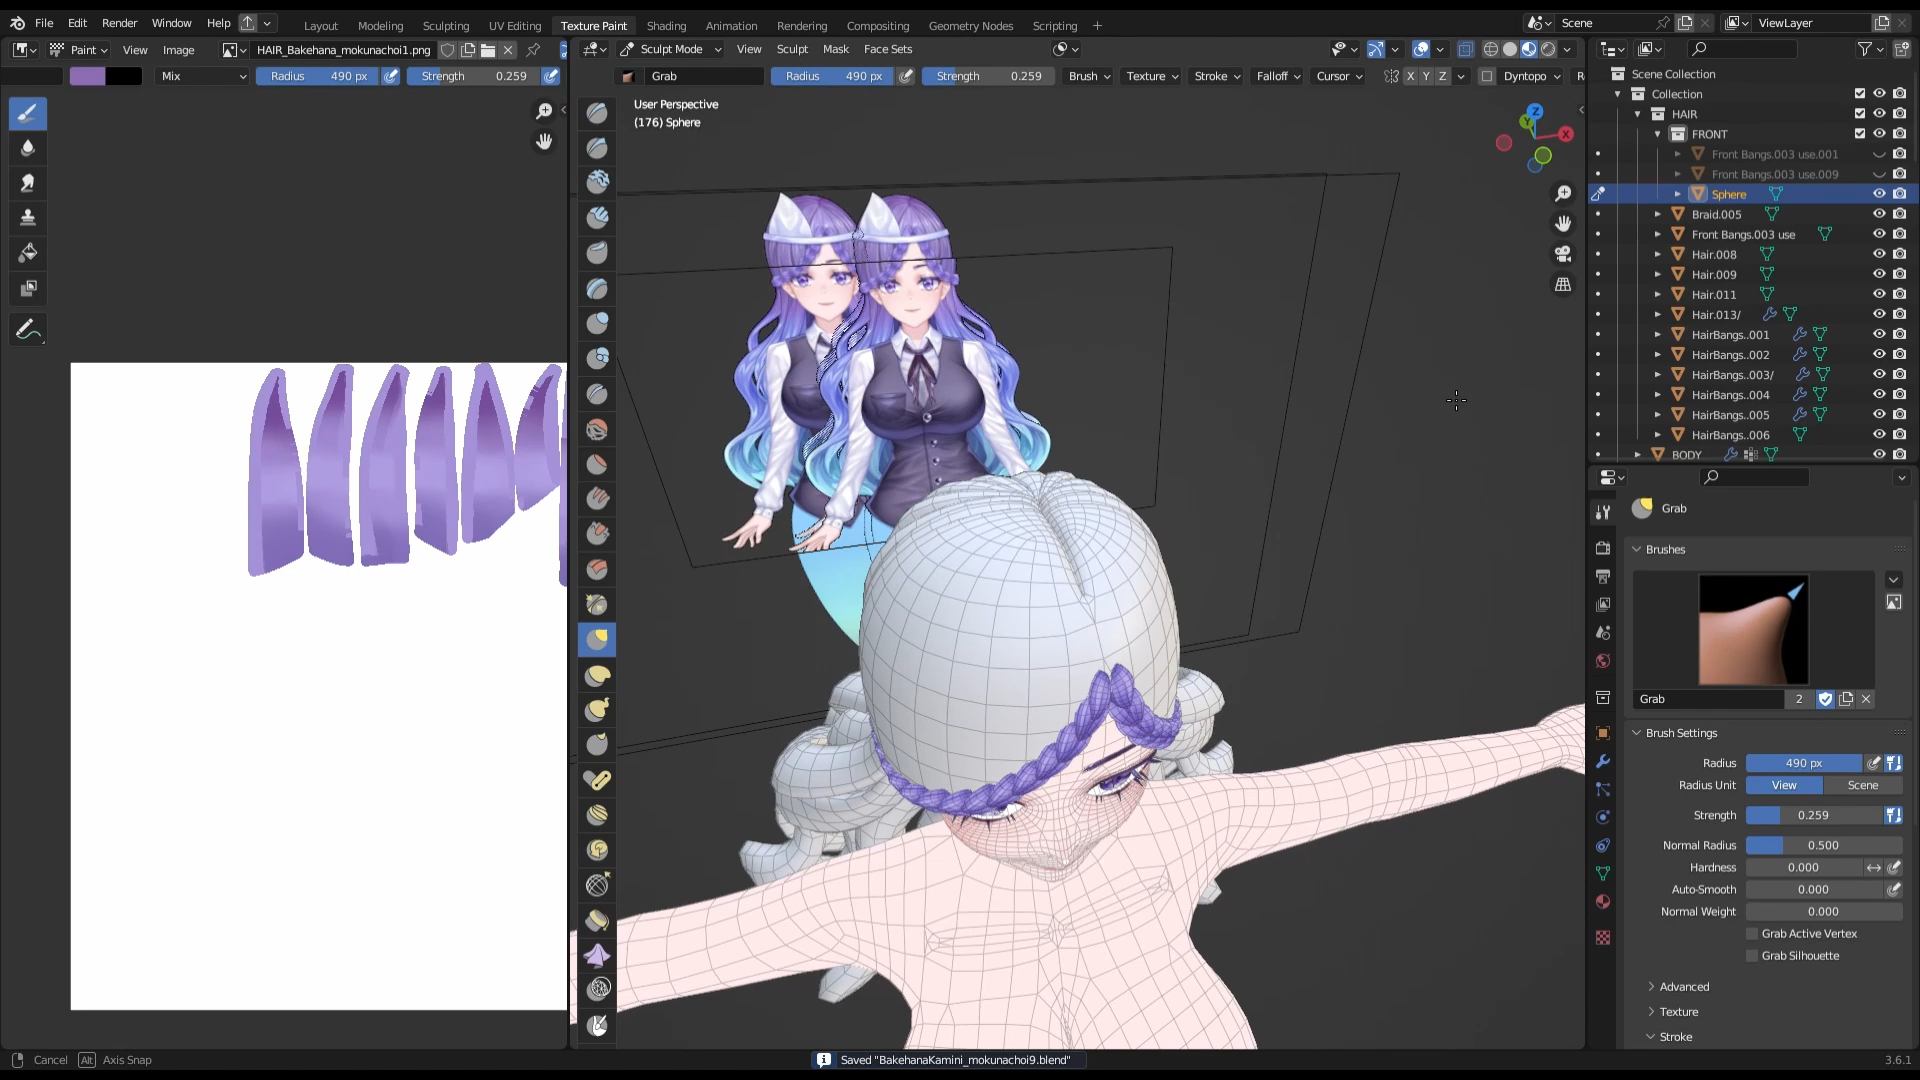 File Edit Render Window Help
Layout Modeling Sculpting UV Editing Texture Paint Shading Animation Rendering Compositing Geometry Nodes Scripting +
Scene
ViewLayer
Paint View Image HAIR_Bakehana_mokunachoi1.png
Sculpt Mode View Sculpt Mask Face Sets
Mix Radius 490 px Strength 0.259
Grab Radius 490 px Strength 0.259 Brush Texture Stroke Falloff Cursor X Y Z Dyntopo
User Perspective
(176) Sphere
Z
Y
X
Scene Collection
Collection
HAIR
FRONT
Front Bangs.003 use.001
Front Bangs.003 use.009
Sphere
Braid.005
Front Bangs.003 use
Hair.008
Hair.009
Hair.011
Hair.013/
HairBangs..001
HairBangs..002
HairBangs..003/
HairBangs..004
HairBangs..005
HairBangs..006
BODY
Grab
Brushes
Grab 2
Brush Settings
Radius 490 px
Radius Unit View Scene
Strength 0.259
Normal Radius 0.500
Hardness 0.000
Auto-Smooth 0.000
Normal Weight 0.000
Grab Active Vertex
Grab Silhouette
Advanced
Texture
Stroke
Cancel Alt Axis Snap
Saved "BakehanaKamini_mokunachoi9.blend"
3.6.1